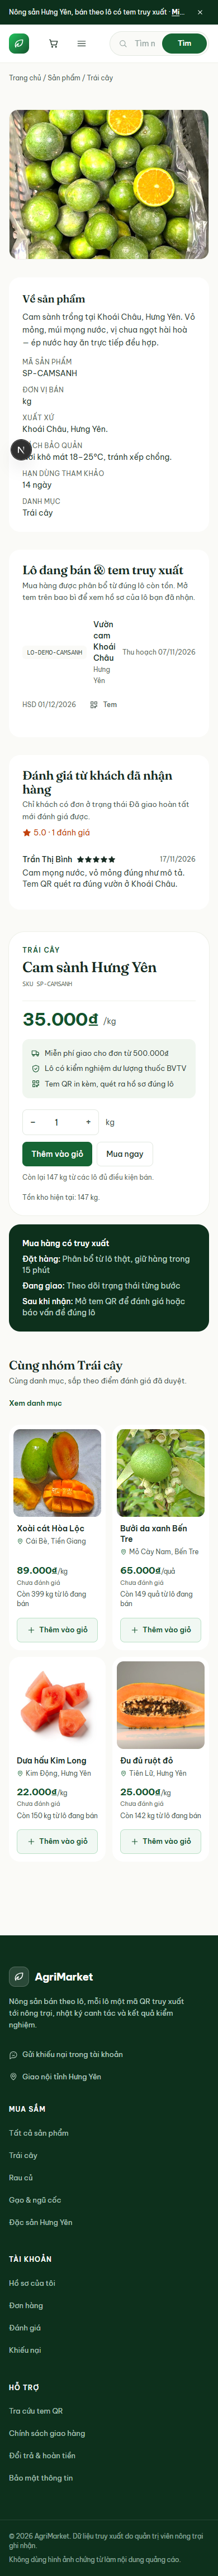 Nông sản Hưng Yên, bán theo lô có tem truy xuất · Mi...
Tìm n
Tìm
Trang chủ / Sản phẩm / Trái cây
Về sản phẩm
Cam sành trồng tại Khoái Châu, Hưng Yên. Vỏ
mỏng, múi mọng nước, vị chua ngọt hài hoà
— ép nước hay ăn trực tiếp đều hợp.
MÃ SẢN PHẨM
SP-CAMSANH
ĐƠN VỊ BÁN
kg
XUẤT XỨ
Khoái Châu, Hưng Yên.
ÁCH BẢO QUẢN
khô mát 18–25°C, tránh xếp chồng.
HẠN DÙNG THAM KHẢO
14 ngày
DANH MỤC
Trái cây
Lô đang bán & tem truy xuất
Mua hàng được phân bổ từ đúng lô còn tồn. Mở
tem trên bao bì để xem hồ sơ của lô bạn đã nhận.
LO-DEMO-CAMSANH
Vườn
cam
Khoái
Châu
Hưng
Yên
Thu hoạch 07/11/2026
HSD 01/12/2026
Tem
Đánh giá từ khách đã nhận
hàng
Chỉ khách có đơn ở trạng thái Đã giao hoàn tất
mới đánh giá được.
★ 5.0 · 1 đánh giá
Trần Thị Bình ★★★★★ 17/11/2026
Cam mọng nước, vỏ mỏng đúng như mô tả.
Tem QR quét ra đúng vườn ở Khoái Châu.
TRÁI CÂY
Cam sành Hưng Yên
SKU SP-CAMSANH
35.000₫ /kg
Miễn phí giao cho đơn từ 500.000₫
Lô có kiểm nghiệm dư lượng thuốc BVTV
Tem QR in kèm, quét ra hồ sơ đúng lô
− 1 + kg
Thêm vào giỏ
Mua ngay
Còn lại 147 kg từ các lô đủ điều kiện bán.
Tồn kho hiện tại: 147 kg.
Mua hàng có truy xuất
Đặt hàng: Phân bổ từ lô thật, giữ hàng trong
15 phút
Đang giao: Theo dõi trạng thái từng bước
Sau khi nhận: Mở tem QR để đánh giá hoặc
báo vấn đề đúng lô
Cùng nhóm Trái cây
Cùng danh mục, sắp theo điểm đánh giá đã duyệt.
Xem danh mục
Xoài cát Hòa Lộc
Cái Bè, Tiền Giang
89.000₫/kg
Chưa đánh giá
Còn 399 kg từ lô đang
bán
+ Thêm vào giỏ
Bưởi da xanh Bến
Tre
Mỏ Cày Nam, Bến Tre
65.000₫/quả
Chưa đánh giá
Còn 149 quả từ lô đang
bán
+ Thêm vào giỏ
Dưa hấu Kim Long
Kim Động, Hưng Yên
22.000₫/kg
Chưa đánh giá
Còn 150 kg từ lô đang bán
+ Thêm vào giỏ
Đu đủ ruột đỏ
Tiên Lữ, Hưng Yên
25.000₫/kg
Chưa đánh giá
Còn 142 kg từ lô đang bán
+ Thêm vào giỏ
AgriMarket
Nông sản bán theo lô, mỗi lô một mã QR truy xuất
tới nông trại, nhật ký canh tác và kết quả kiểm
nghiệm.
Gửi khiếu nại trong tài khoản
Giao nội tỉnh Hưng Yên
MUA SẮM
Tất cả sản phẩm
Trái cây
Rau củ
Gạo & ngũ cốc
Đặc sản Hưng Yên
TÀI KHOẢN
Hồ sơ của tôi
Đơn hàng
Đánh giá
Khiếu nại
HỖ TRỢ
Tra cứu tem QR
Chính sách giao hàng
Đổi trả & hoàn tiền
Bảo mật thông tin
© 2026 AgriMarket. Dữ liệu truy xuất do quản trị viên nông trại
ghi nhận.
Không dùng hình ảnh chứng từ làm nội dung quảng cáo.